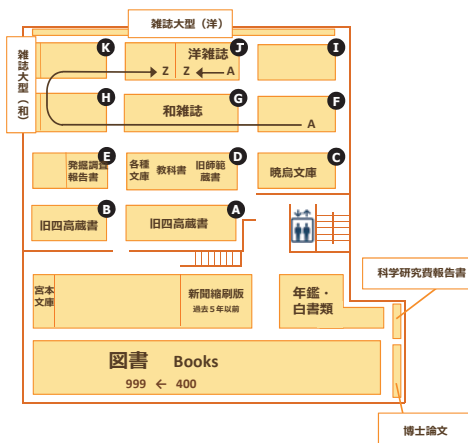 雑誌大型（洋）
雑誌大型（和）
K
洋雑誌
J
I
Z
Z
A
H
和雑誌
G
F
A
発掘調査
報告書
E
各種
文庫
教科書
旧師範
蔵書
D
暁烏文庫
C
旧四高蔵書
B
旧四高蔵書
A
宮本
文庫
新聞縮刷版
過去５年以前
年鑑・
白書類
科学研究費報告書
図書 Books
999 ← 400
博士論文